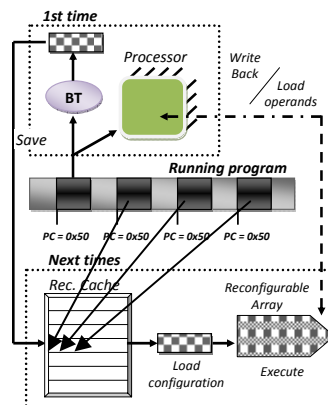 1st time
Processor
Write
Back
Load
operands
BT
Save
Running program
PC = 0x50 PC = 0x50 PC = 0x50 PC = 0x50
Next times
Rec. Cache
Reconfigurable
Array
Load
configuration
Execute